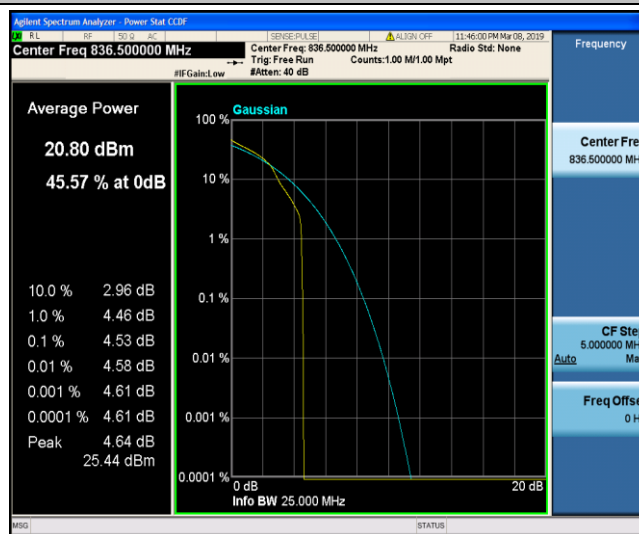 Agilent Spectrum Analyzer - Power Stat CCDF
RL RF 50 Ω AC SENSE:PULSE ALIGN OFF 11:46:00 PM Mar 08, 2019
Center Freq 836.500000 MHz
Center Freq: 836.500000 MHz Radio Std: None
Trig: Free Run Counts:1.00 M/1.00 Mpt
#IFGain:Low #Atten: 40 dB
Frequency
Average Power
20.80 dBm
45.57 % at 0dB
10.0 % 2.96 dB
1.0 % 4.46 dB
0.1 % 4.53 dB
0.01 % 4.58 dB
0.001 % 4.61 dB
0.0001 % 4.61 dB
Peak 4.64 dB
25.44 dBm
Gaussian
100 %
10 %
1 %
0.1 %
0.01 %
0.001 %
0.0001 %
0 dB 20 dB
Info BW 25.000 MHz
Center Fre
836.500000 MH
CF Ste
5.000000 MH
Auto Ma
Freq Offse
0 H
MSG STATUS